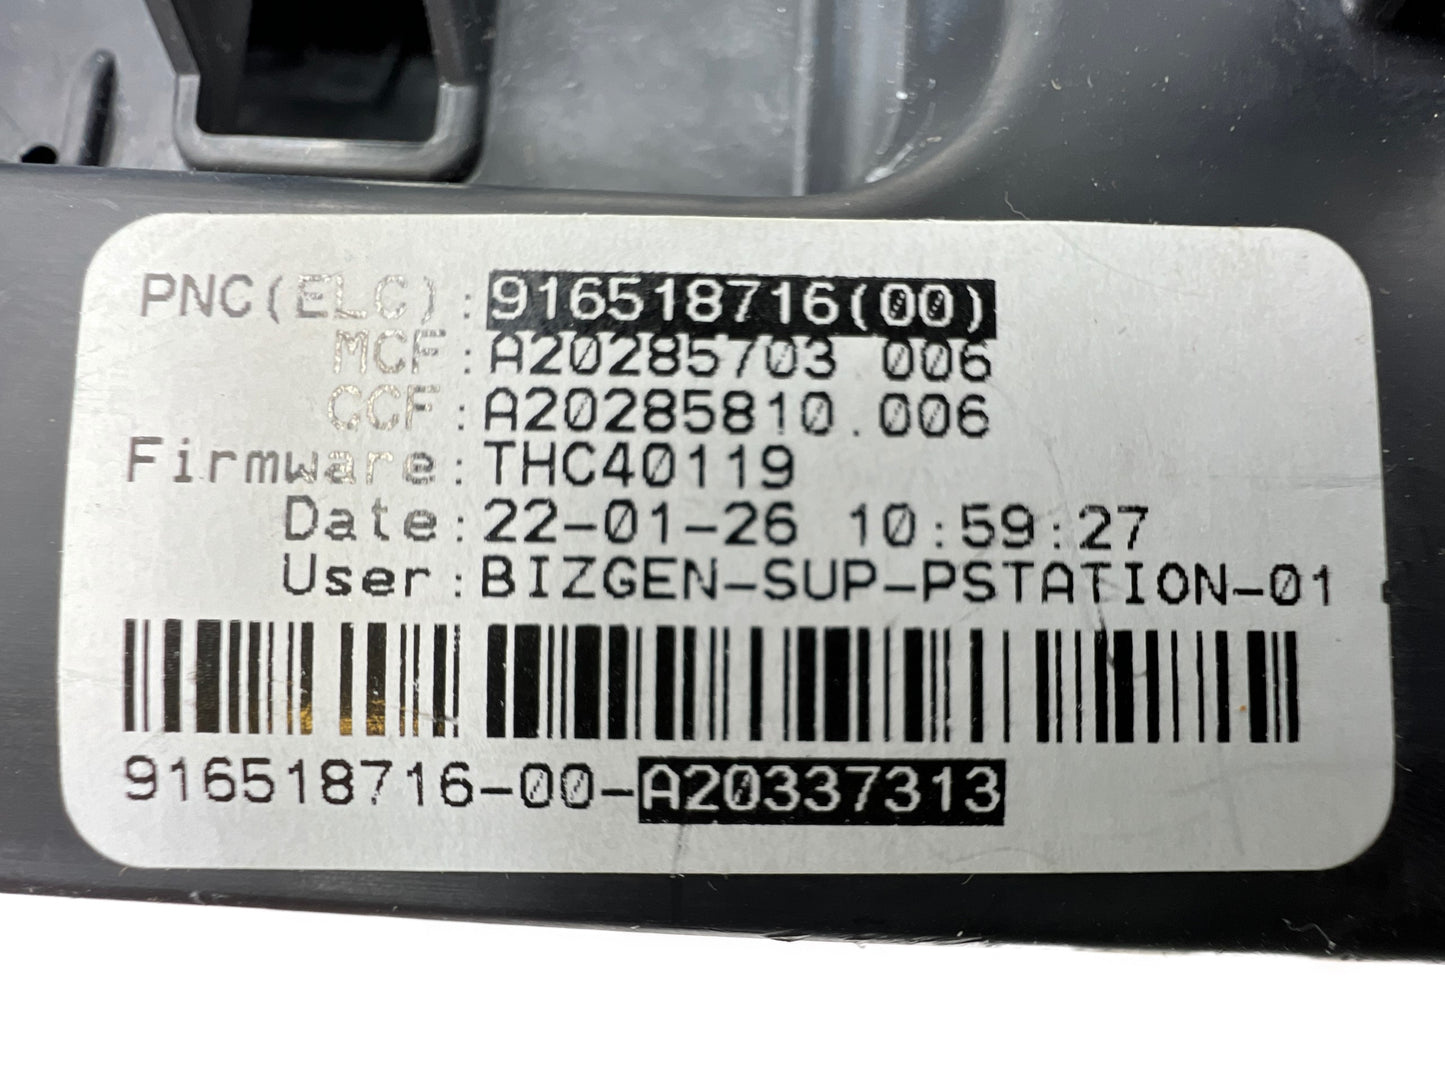 PNC(ELC):916518716(00)
MCF:A20285703 006
CCF:A20285810.006
Firmware:THC40119
Date:22-01-26 10:59:27
User:BIZGEN-SUP-PSTATION-01
916518716-00-A20337313